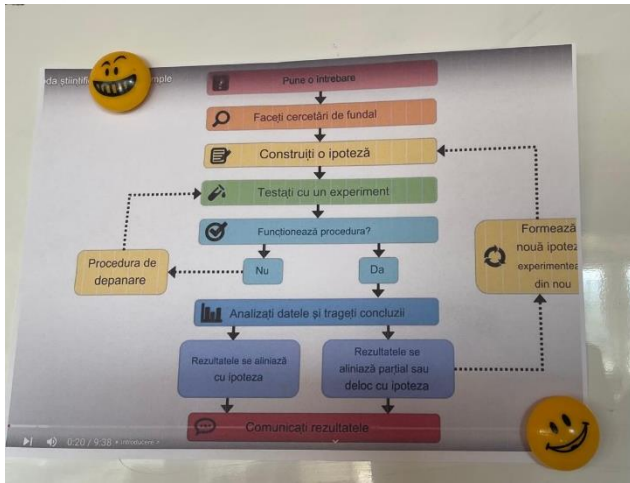 Pune o întrebare
Faceți cercetări de fundal
Construiți o ipoteză
Testați cu un experiment
Funcționează procedura?
Nu
Da
Procedura de
depanare
Formează
nouă ipotez
experimentea
din nou
Analizați datele și trageți concluzii
Rezultatele se aliniază
cu ipoteza
Rezultatele se
aliniază parțial sau
deloc cu ipoteza
Comunicați rezultatele
0:20 / 9:38 • Introducere >